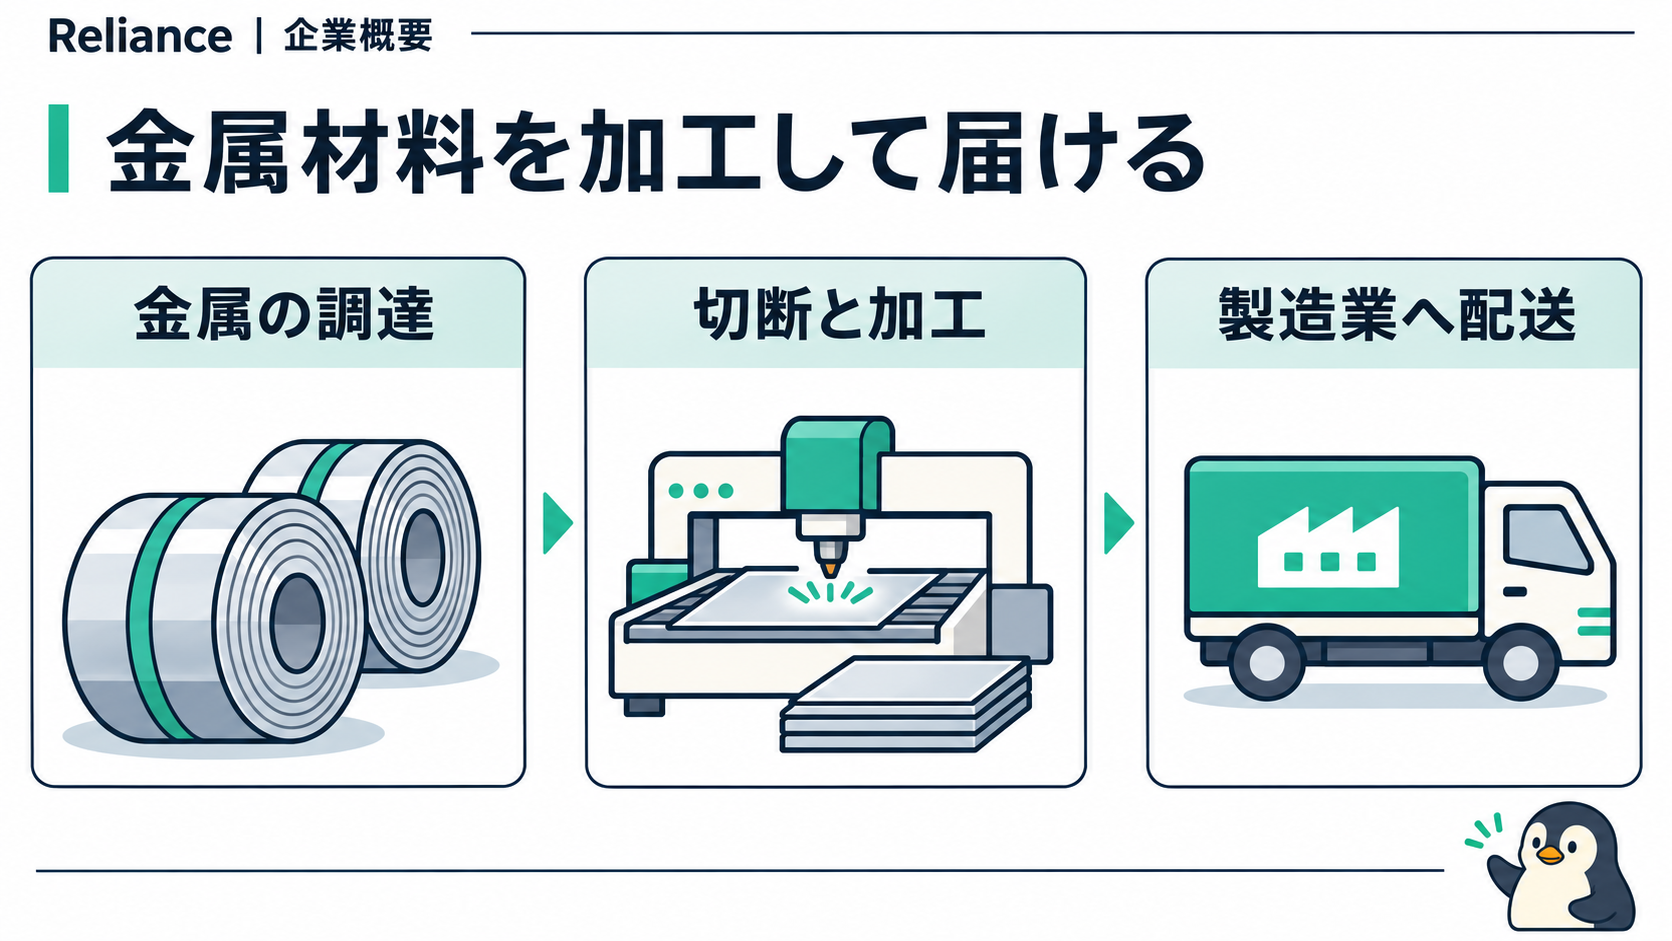 Reliance | 企業概要
金属材料を加工して届ける
金属の調達
切断と加工
製造業へ配送